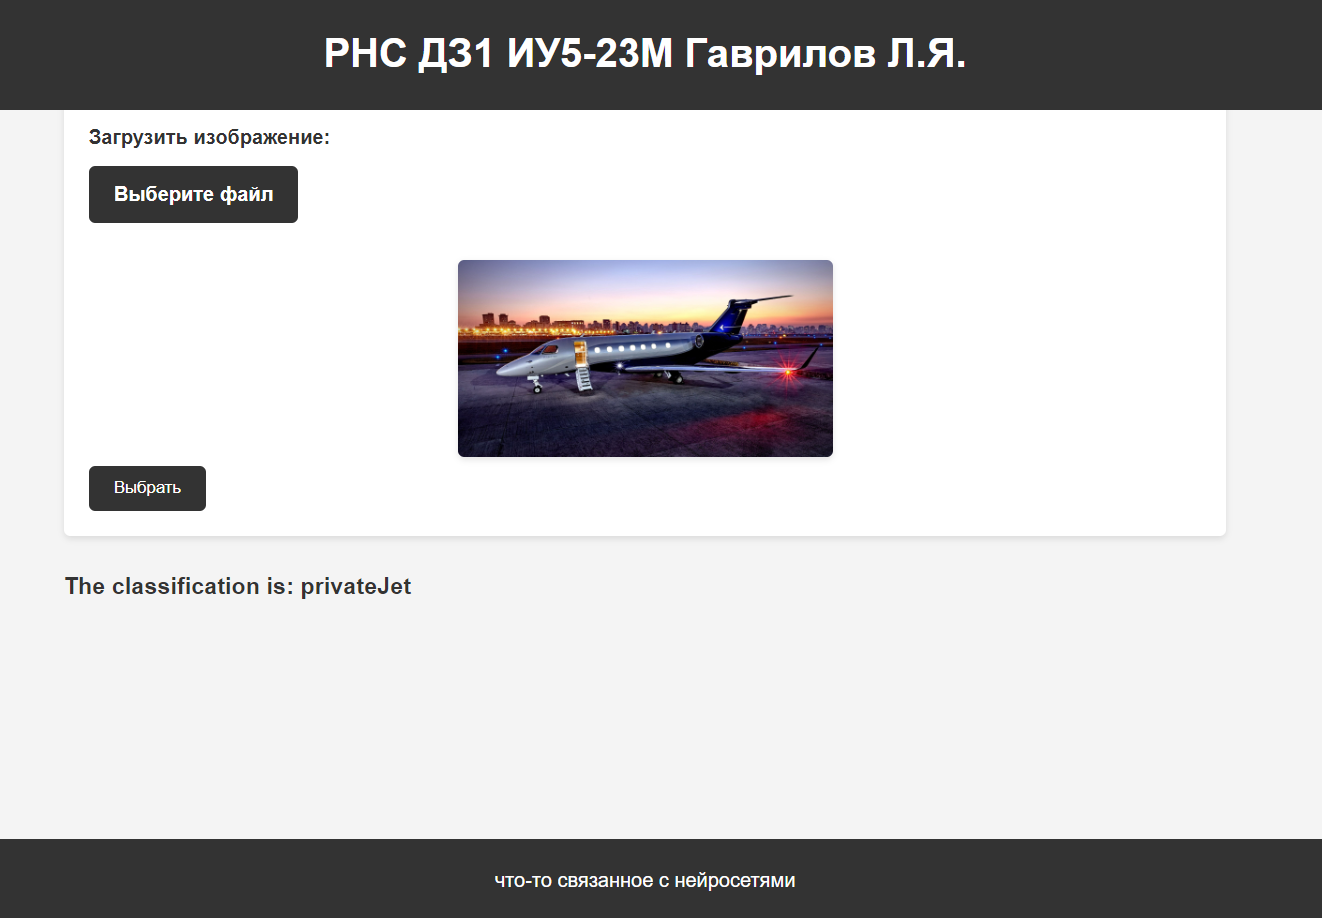 РНС ДЗ1 ИУ5-23М Гаврилов Л.Я.
Загрузить изображение:
Выберите файл
Выбрать
The classification is: privateJet
что-то связанное с нейросетями